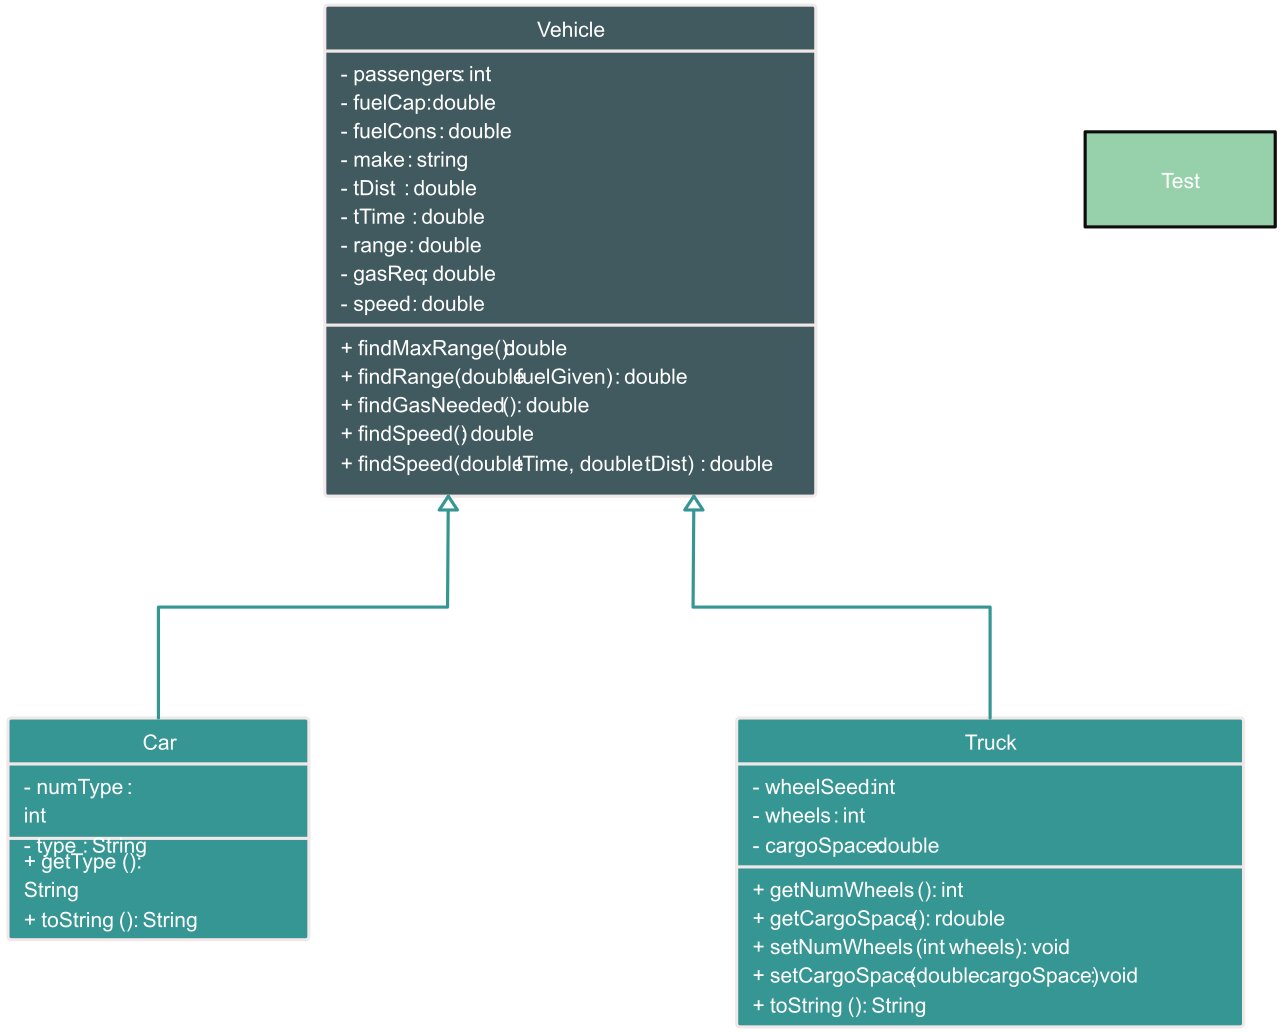 Vehicle
- passengers: int
- fuelCap:double
- fuelCons : double
- make : string
- tDist : double
- tTime : double
- range : double
- gasReq: double
- speed : double
+ findMaxRange():double
+ findRange(double fuelGiven) : double
+ findGasNeeded() : double
+ findSpeed(): double
+ findSpeed(double tTime, double tDist) : double
Test
Car
- numType :
int
- type : String
+ getType ():
String
+ toString (): String
Truck
- wheelSeed:int
- wheels : int
- cargoSpace:double
+ getNumWheels (): int
+ getCargoSpace(): rdouble
+ setNumWheels (int wheels): void
+ setCargoSpace(double cargoSpace:)void
+ toString (): String